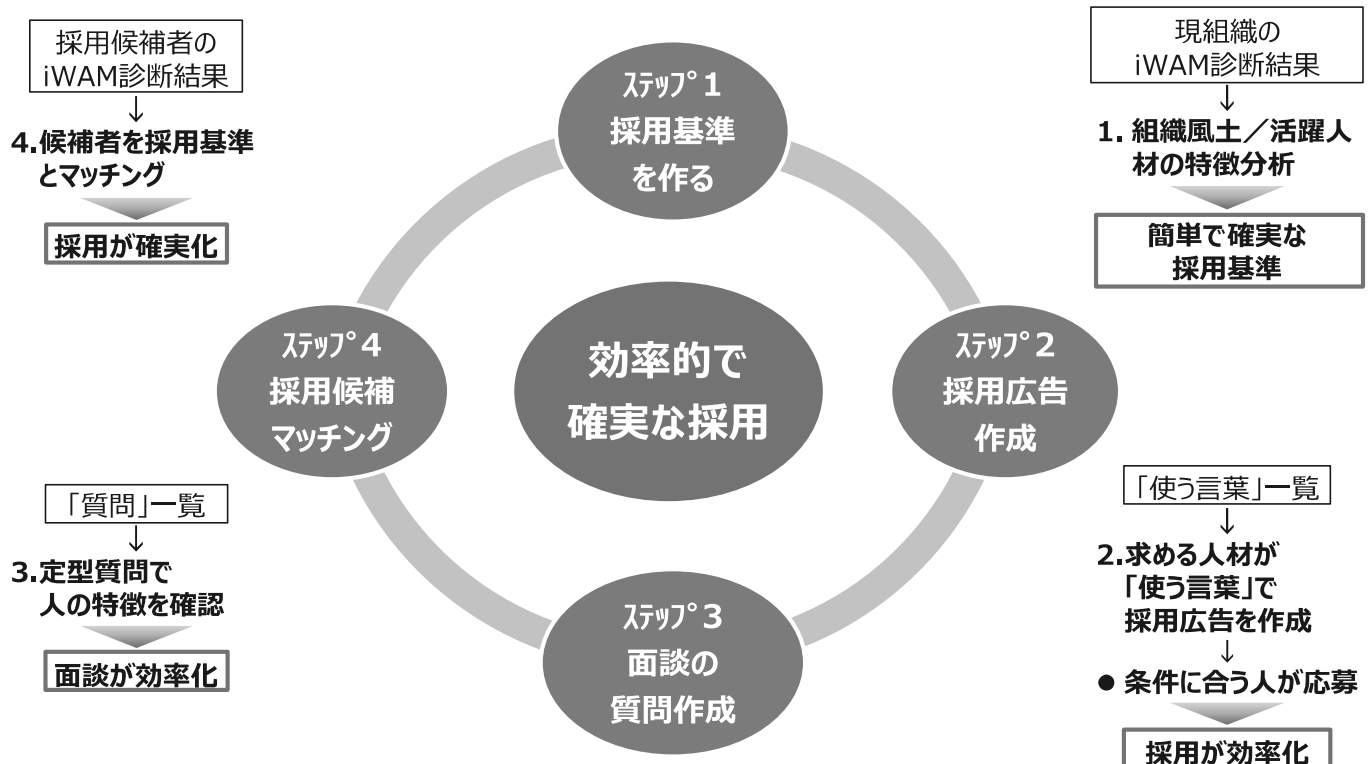 採用候補者の
iWAM診断結果
↓
4.候補者を採用基準
とマッチング
採用が確実化
現組織の
iWAM診断結果
↓
1. 組織風土／活躍人
材の特徴分析
簡単で確実な
採用基準
ｽﾃｯﾌﾟ1
採用基準
を作る
ｽﾃｯﾌﾟ4
採用候補
マッチング
効率的で
確実な採用
ｽﾃｯﾌﾟ2
採用広告
作成
「質問」一覧
↓
3.定型質問で
人の特徴を確認
面談が効率化
ｽﾃｯﾌﾟ3
面談の
質問作成
「使う言葉」一覧
↓
2.求める人材が
「使う言葉」で
採用広告を作成
↓
● 条件に合う人が応募
採用が効率化